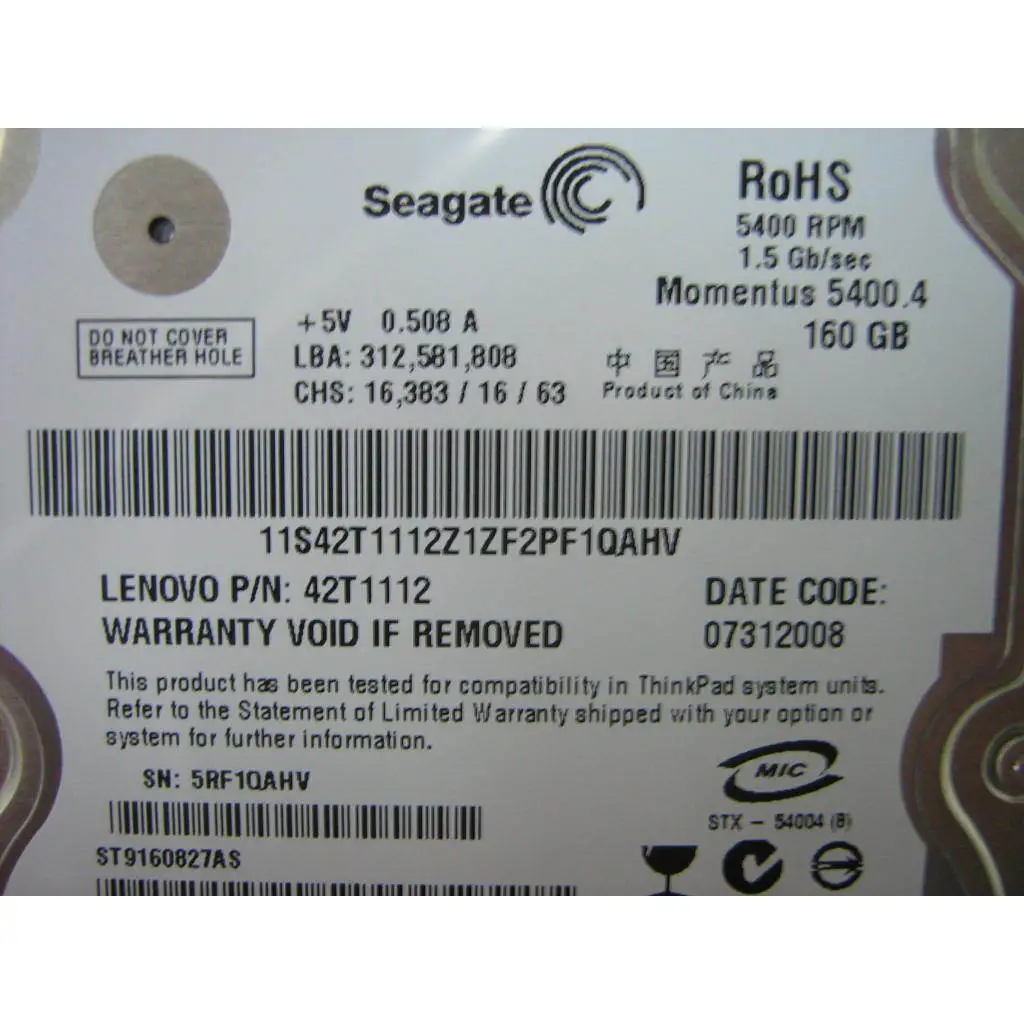 Seagate
RoHS
5400 RPM
1.5 Gb/sec
Momentus 5400.4
160 GB
DO NOT COVER
BREATHER HOLE
+5V 0.508 A
LBA: 312,581,808
CHS: 16,383 / 16 / 63
中国产品
Product of China
11S42T1112Z1ZF2PF1QAHV
LENOVO P/N: 42T1112
WARRANTY VOID IF REMOVED
DATE CODE:
07312008
This product has been tested for compatibility in ThinkPad system units.
Refer to the Statement of Limited Warranty shipped with your option or
system for further information.
SN: 5RF1QAHV
MIC
STX - 54004 (B)
ST9160827AS